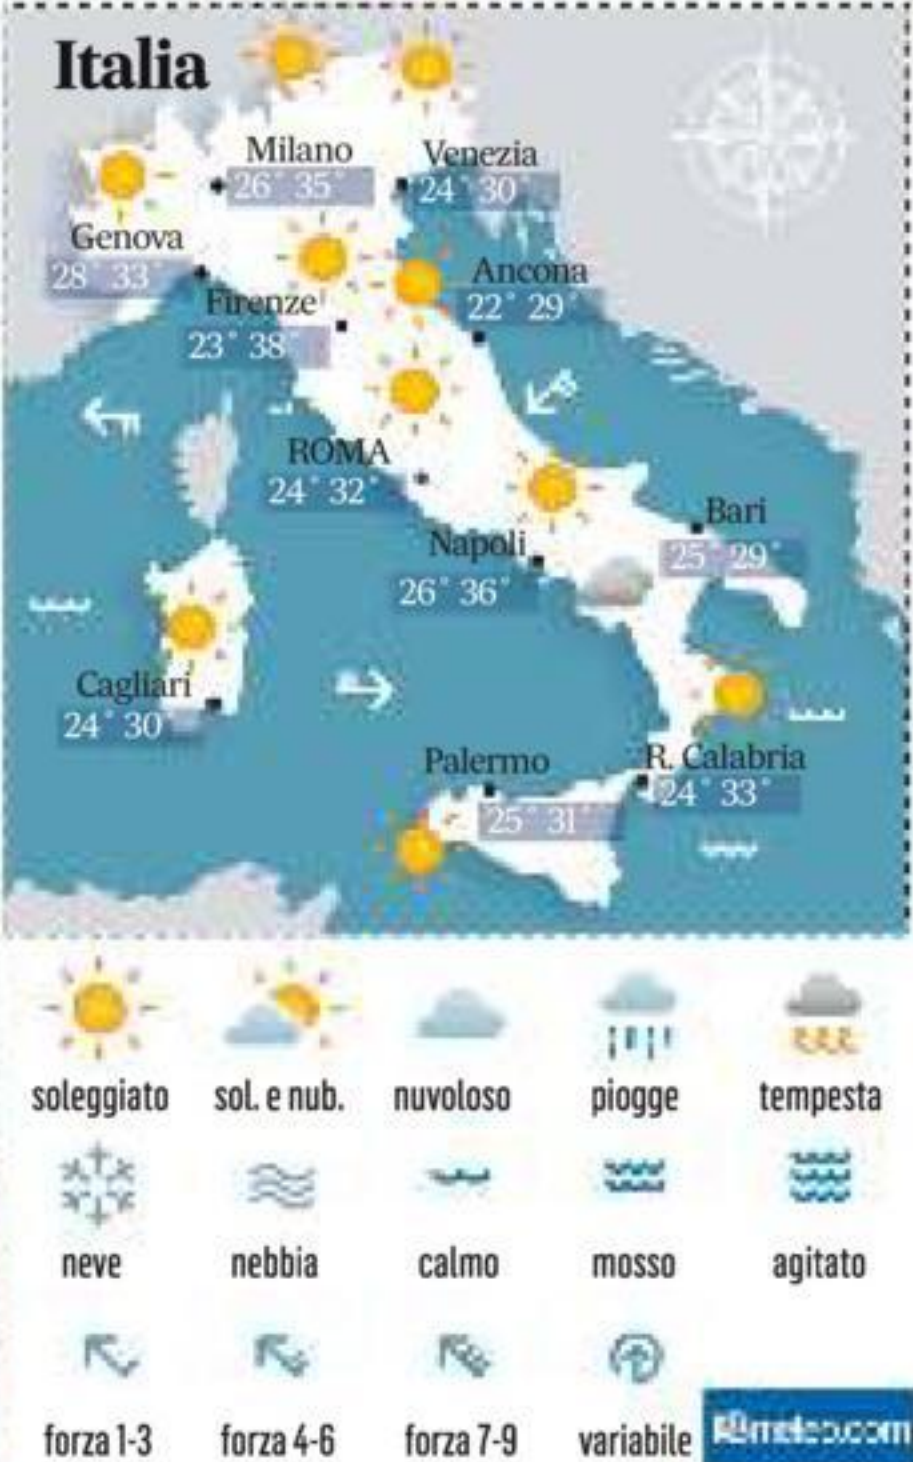 Italia
Milano
26° 35°
Venezia
24° 30°
Genova
28° 33°
Ancona
22° 29°
Firenze
23° 38°
ROMA
24° 32°
Bari
25° 29°
Napoli
26° 36°
Cagliari
24° 30°
Palermo
25° 31°
R. Calabria
24° 33°
soleggiato
sol. e nub.
nuvoloso
piogge
tempesta
neve
nebbia
calmo
mosso
agitato
forza 1-3
forza 4-6
forza 7-9
variabile